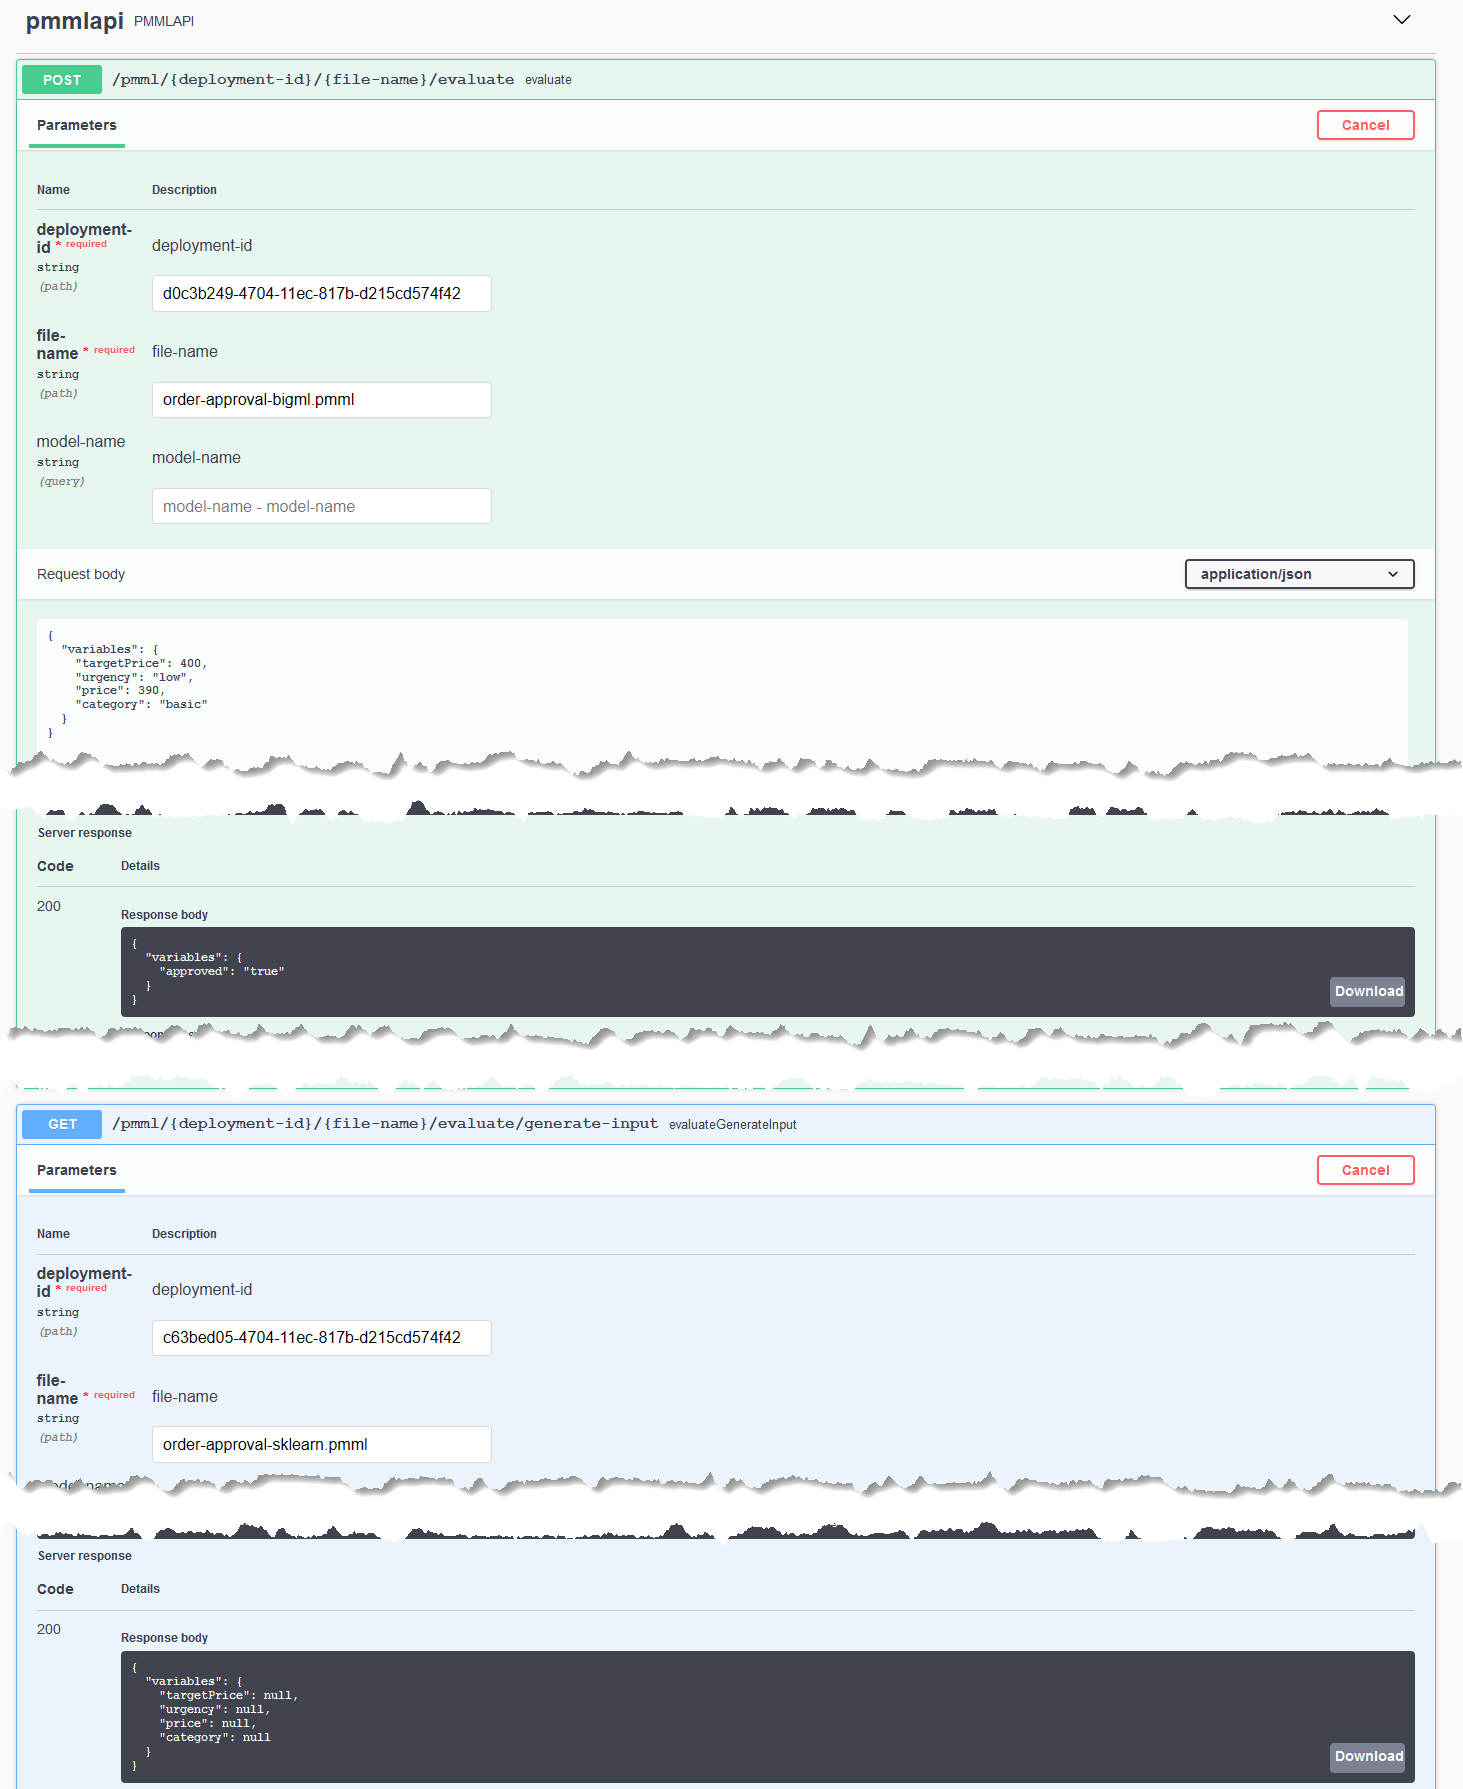 pmmlapi PMMLAPI
POST /pmml/{deployment-id}/{file-name}/evaluate evaluate
Parameters Cancel
Name Description
deployment-
id * required
string
(path)
deployment-id
d0c3b249-4704-11ec-817b-d215cd574f42
file-
name * required
string
(path)
file-name
order-approval-bigml.pmml
model-name
string
(query)
model-name
model-name - model-name
Request body application/json
{
"variables": {
"targetPrice": 400,
"urgency": "low",
"price": 390,
"category": "basic"
}
}
Server response
Code Details
200
Response body
{
"variables": {
"approved": "true"
}
}
Download
GET /pmml/{deployment-id}/{file-name}/evaluate/generate-input evaluateGenerateInput
Parameters Cancel
Name Description
deployment-
id * required
string
(path)
deployment-id
c63bed05-4704-11ec-817b-d215cd574f42
file-
name * required
string
(path)
file-name
order-approval-sklearn.pmml
Server response
Code Details
200
Response body
{
"variables": {
"targetPrice": null,
"urgency": null,
"price": null,
"category": null
}
}
Download